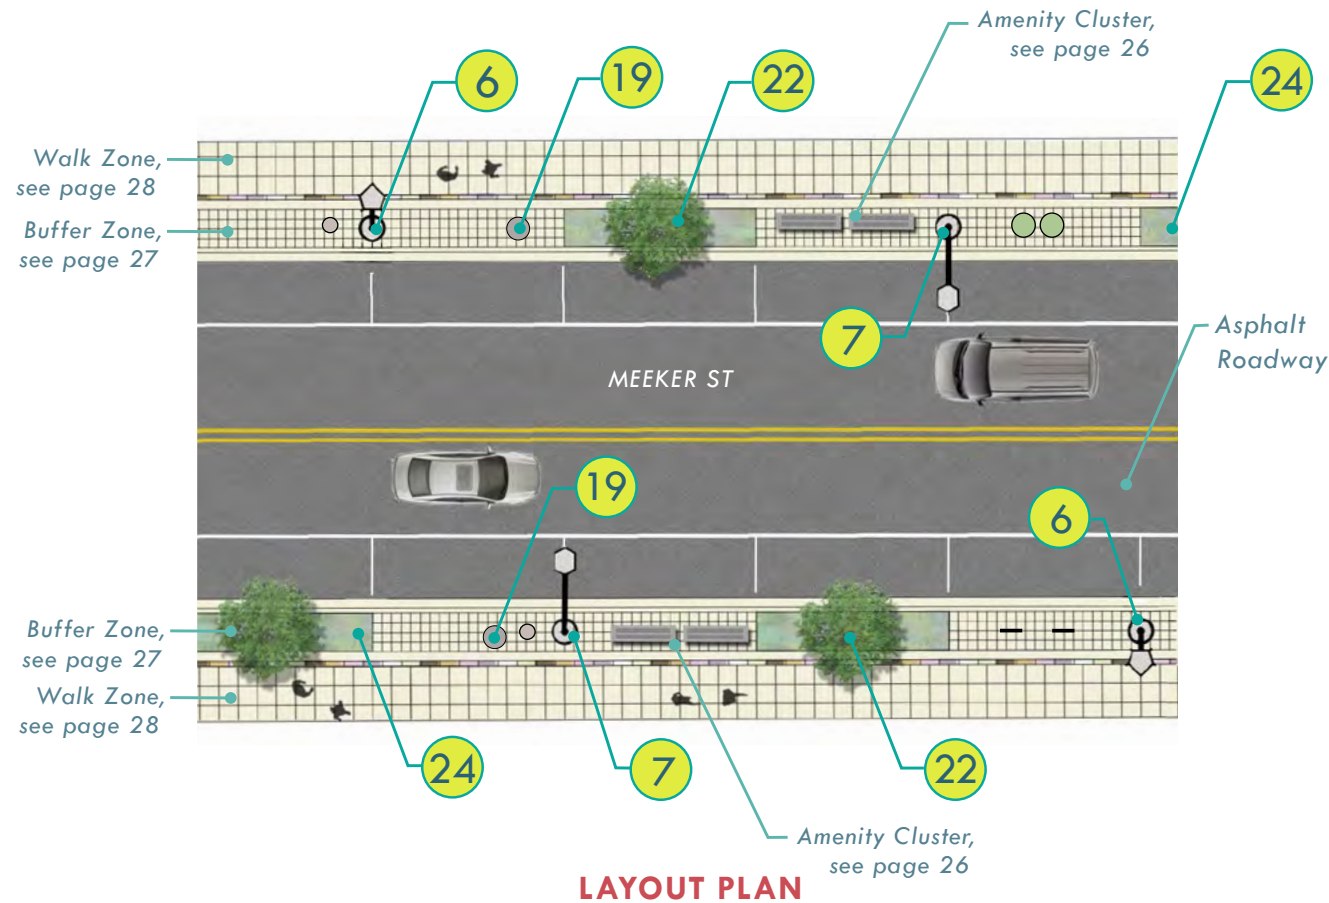 Amenity Cluster,
see page 26
6
19
22
24
Walk Zone,
see page 28
Buffer Zone,
see page 27
7
Asphalt
Roadway
MEEKER ST
19
6
Buffer Zone,
see page 27
Walk Zone,
see page 28
24
7
22
Amenity Cluster,
see page 26
LAYOUT PLAN